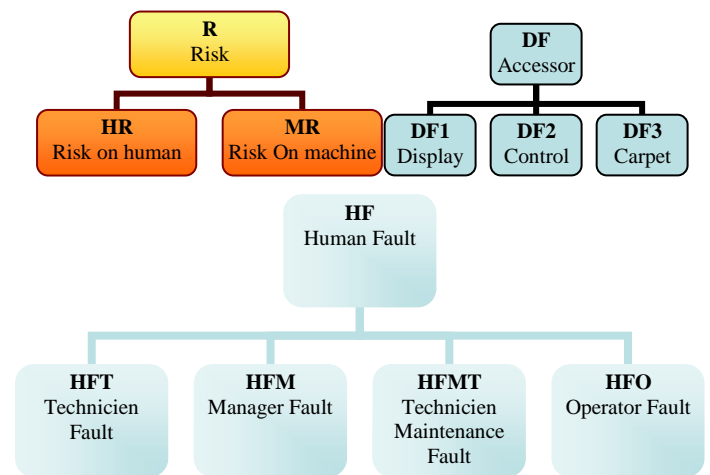 R
Risk
HR
Risk on human
MR
Risk On machine
DF
Accessor
DF1
Display
DF2
Control
DF3
Carpet
HF
Human Fault
HFT
Technicien
Fault
HFM
Manager Fault
HFMT
Technicien
Maintenance
Fault
HFO
Operator Fault